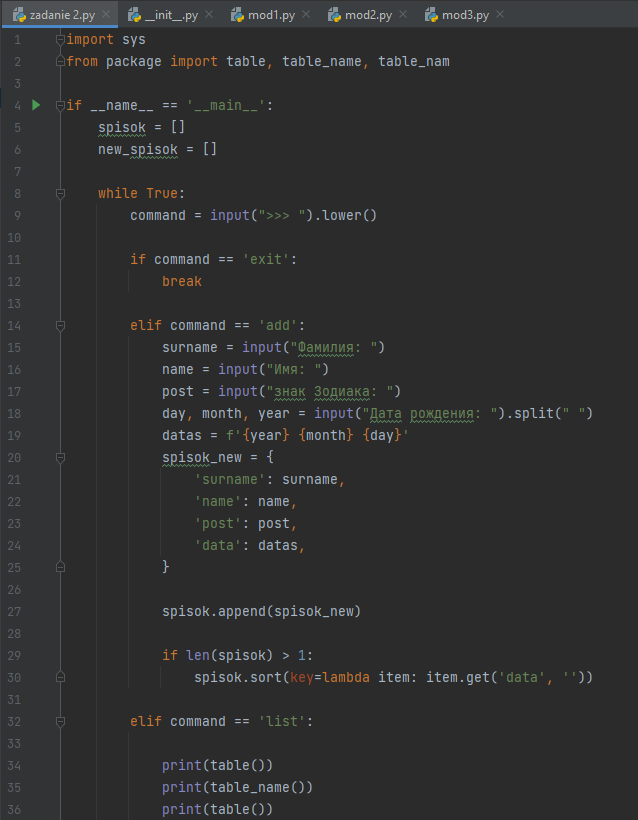 zadanie 2.py × __init__.py × mod1.py × mod2.py × mod3.py ×
1 import sys
2 from package import table, table_name, table_nam
3
4 if __name__ == '__main__':
5 spisok = []
6 new_spisok = []
7
8 while True:
9 command = input(">>> ").lower()
10
11 if command == 'exit':
12 break
13
14 elif command == 'add':
15 surname = input("Фамилия: ")
16 name = input("Имя: ")
17 post = input("знак Зодиака: ")
18 day, month, year = input("Дата рождения: ").split(" ")
19 datas = f'{year} {month} {day}'
20 spisok_new = {
21 'surname': surname,
22 'name': name,
23 'post': post,
24 'data': datas,
25 }
26
27 spisok.append(spisok_new)
28
29 if len(spisok) > 1:
30 spisok.sort(key=lambda item: item.get('data', ''))
31
32 elif command == 'list':
33
34 print(table())
35 print(table_name())
36 print(table())